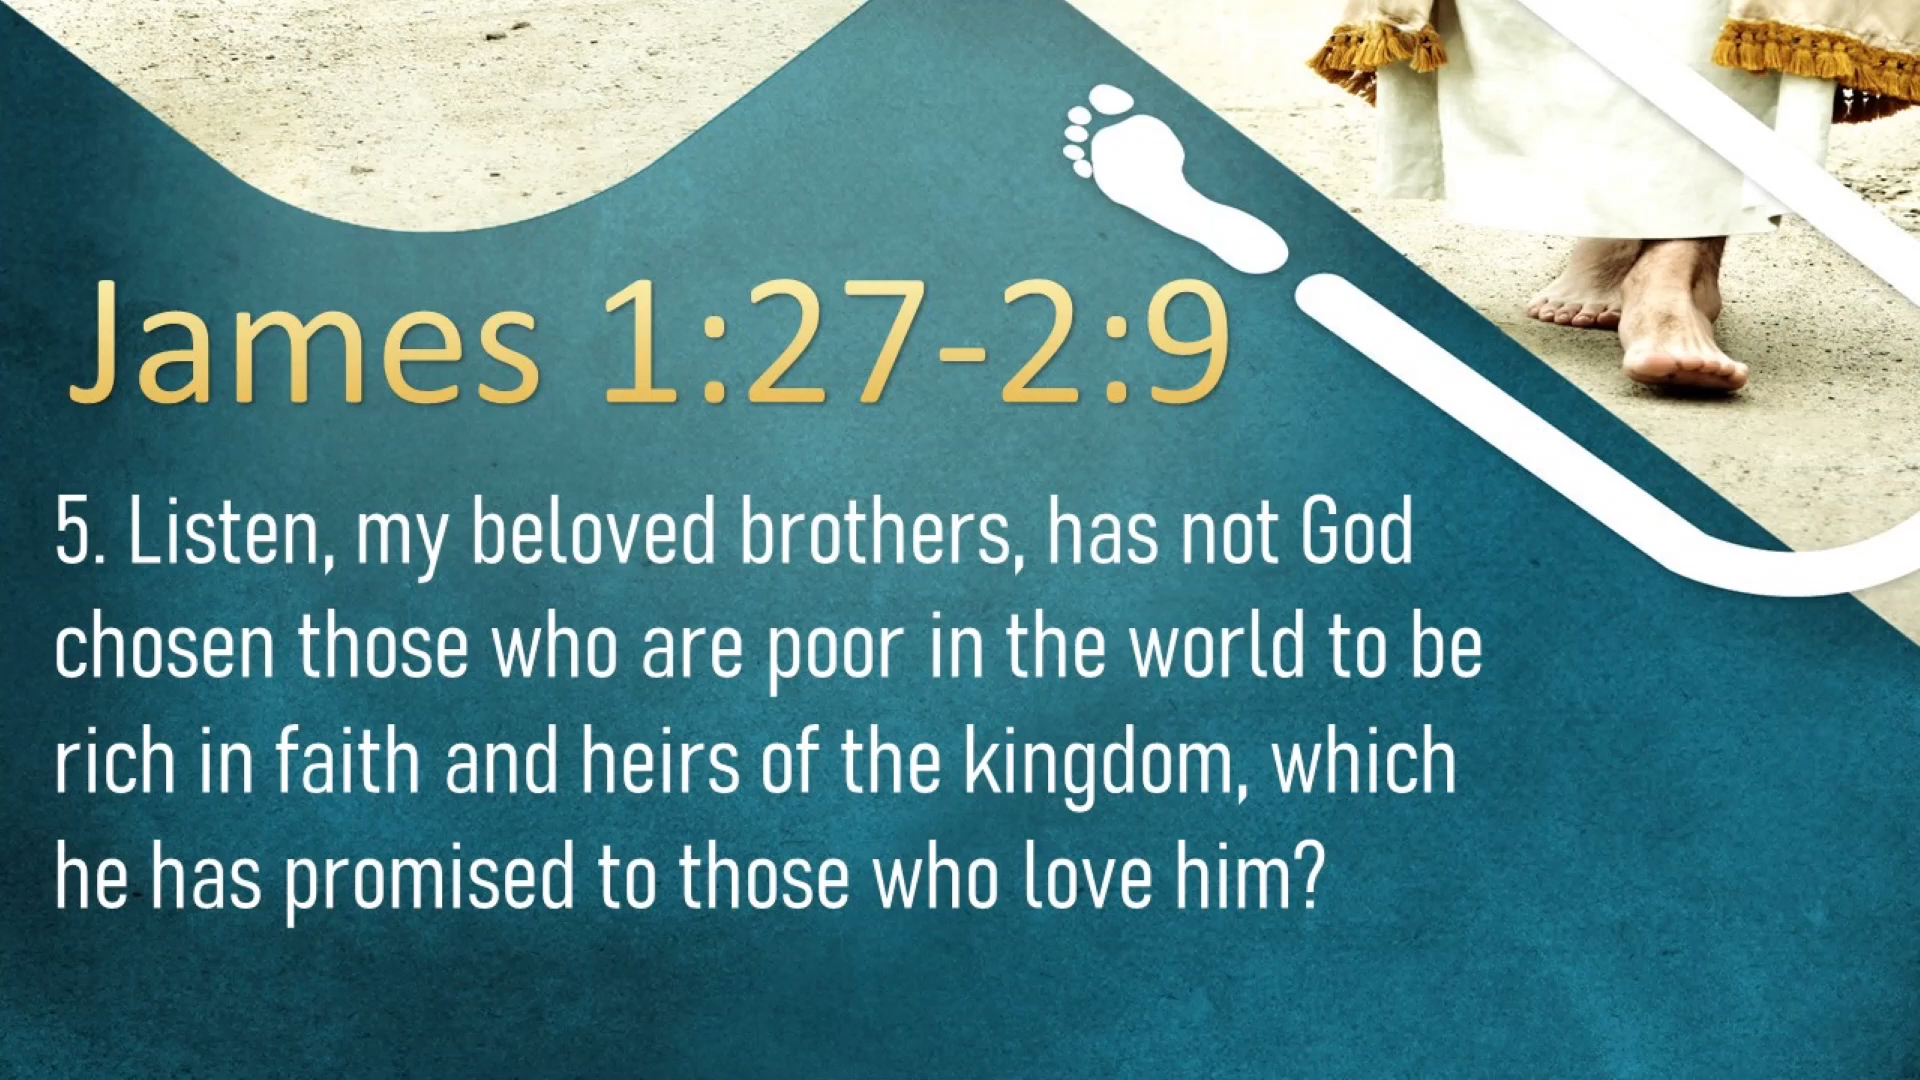 James 1:27-2:9
5. Listen, my beloved brothers, has not God
chosen those who are poor in the world to be
rich in faith and heirs of the kingdom, which
he has promised to those who love him?